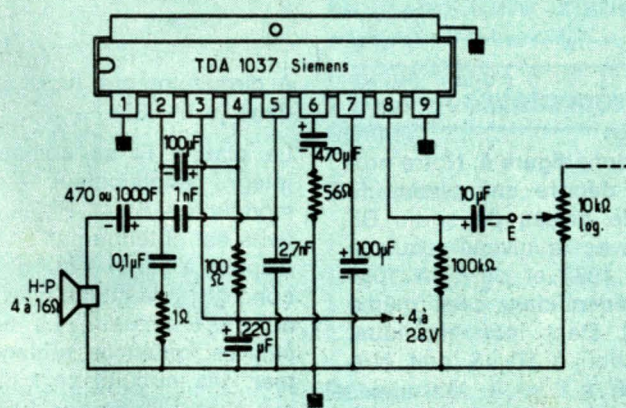 TDA 1037 Siemens
1 2 3 4 5 6 7 8 9
100µF
- +
+
-
470µF
470 ou 1000F
- +
1nF
56Ω
10µF
+ -
E
10kΩ
log.
H-P
4 à 16Ω
0,1µF
100
Ω
2,7nF
+
-
100µF
100kΩ
1Ω
+
-
220
µF
+ 4 à
28V